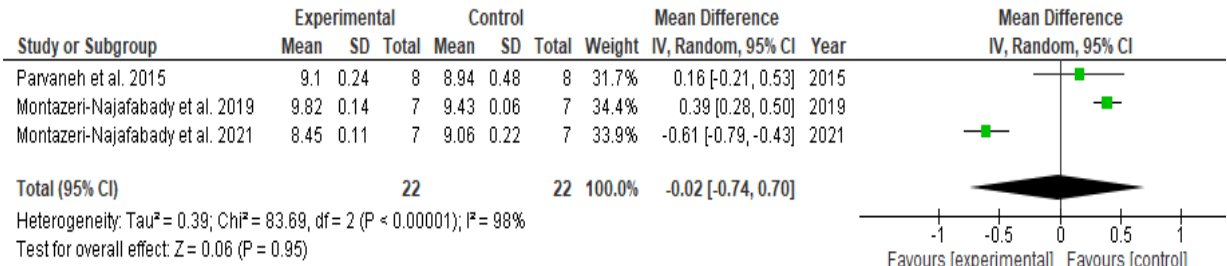 Experimental Control Mean Difference Mean Difference
Study or Subgroup Mean SD Total Mean SD Total Weight IV, Random, 95% CI Year IV, Random, 95% CI
Parvaneh et al. 2015 9.1 0.24 8 8.94 0.48 8 31.7% 0.16 [-0.21, 0.53] 2015
Montazeri-Najafabady et al. 2019 9.82 0.14 7 9.43 0.06 7 34.4% 0.39 [0.28, 0.50] 2019
Montazeri-Najafabady et al. 2021 8.45 0.11 7 9.06 0.22 7 33.9% -0.61 [-0.79, -0.43] 2021
Total (95% CI) 22 22 100.0% -0.02 [-0.74, 0.70]
Heterogeneity: Tau² = 0.39; Chi² = 83.69, df = 2 (P < 0.00001); I² = 98%
Test for overall effect: Z = 0.06 (P = 0.95)
-1 -0.5 0 0.5 1
Favours [experimental] Favours [control]